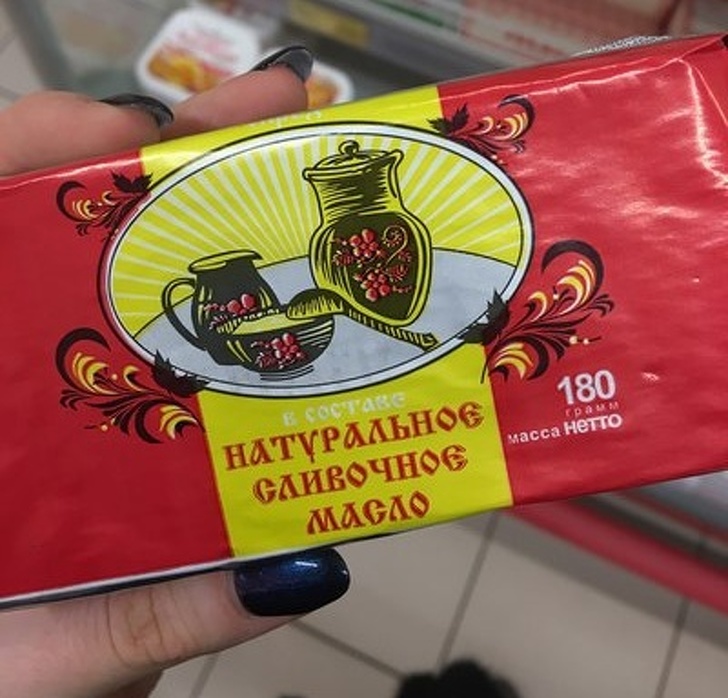 в составе
НАТУРАЛЬНОЕ
СЛИВОЧНОЕ
МАСЛО
180
грамм
масса нетто